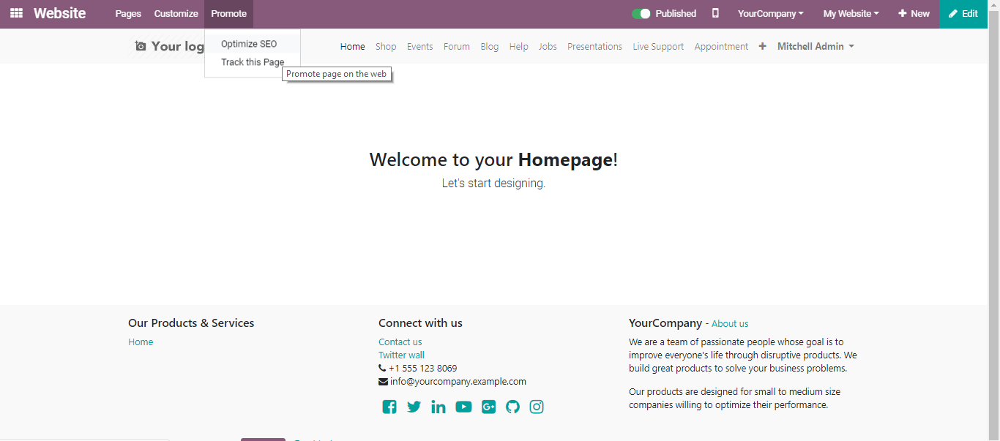 Website Pages Customize Promote Published YourCompany My Website New Edit
Your log Home Shop Events Forum Blog Help Jobs Presentations Live Support Appointment Mitchell Admin
Optimize SEO
Track this Page
Promote page on the web
Welcome to your Homepage!
Let's start designing.
Our Products & Services
Home
Connect with us
Contact us
Twitter wall
+1 555 123 8069
info@yourcompany.example.com
YourCompany - About us
We are a team of passionate people whose goal is to
improve everyone's life through disruptive products. We
build great products to solve your business problems.
Our products are designed for small to medium size
companies willing to optimize their performance.